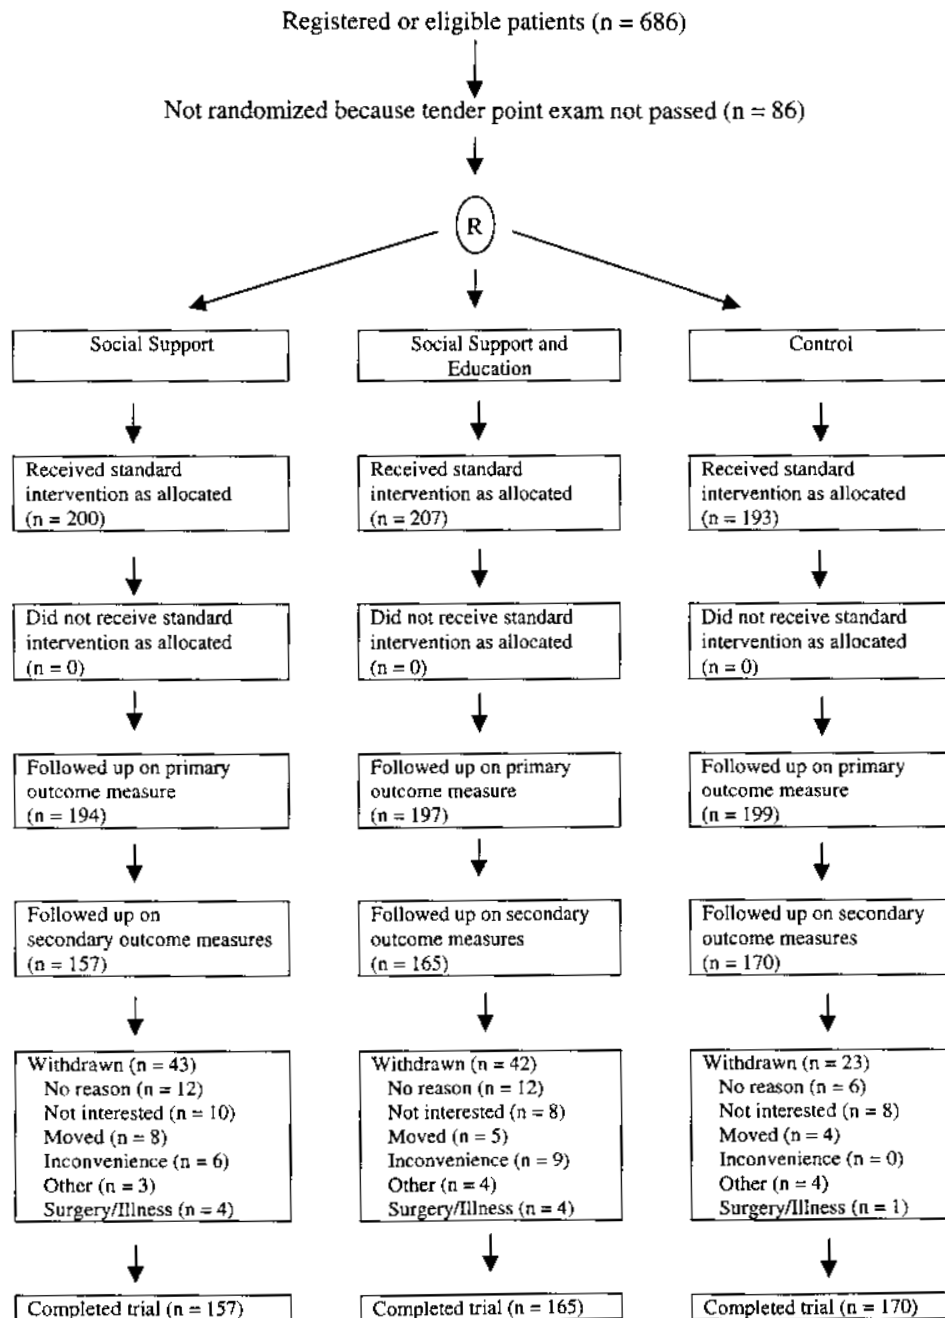 Registered or eligible patients (n = 686)
Not randomized because tender point exam not passed (n = 86)
R
Social Support
Social Support and
Education
Control
Received standard
intervention as allocated
(n = 200)
Received standard
intervention as allocated
(n = 207)
Received standard
intervention as allocated
(n = 193)
Did not receive standard
intervention as allocated
(n = 0)
Did not receive standard
intervention as allocated
(n = 0)
Did not receive standard
intervention as allocated
(n = 0)
Followed up on primary
outcome measure
(n = 194)
Followed up on primary
outcome measure
(n = 197)
Followed up on primary
outcome measure
(n = 199)
Followed up on
secondary outcome measures
(n = 157)
Followed up on secondary
outcome measures
(n = 165)
Followed up on secondary
outcome measures
(n = 170)
Withdrawn (n = 43)
No reason (n = 12)
Not interested (n = 10)
Moved (n = 8)
Inconvenience (n = 6)
Other (n = 3)
Surgery/Illness (n = 4)
Withdrawn (n = 42)
No reason (n = 12)
Not interested (n = 8)
Moved (n = 5)
Inconvenience (n = 9)
Other (n = 4)
Surgery/Illness (n = 4)
Withdrawn (n = 23)
No reason (n = 6)
Not interested (n = 8)
Moved (n = 4)
Inconvenience (n = 0)
Other (n = 4)
Surgery/Illness (n = 1)
Completed trial (n = 157)
Completed trial (n = 165)
Completed trial (n = 170)